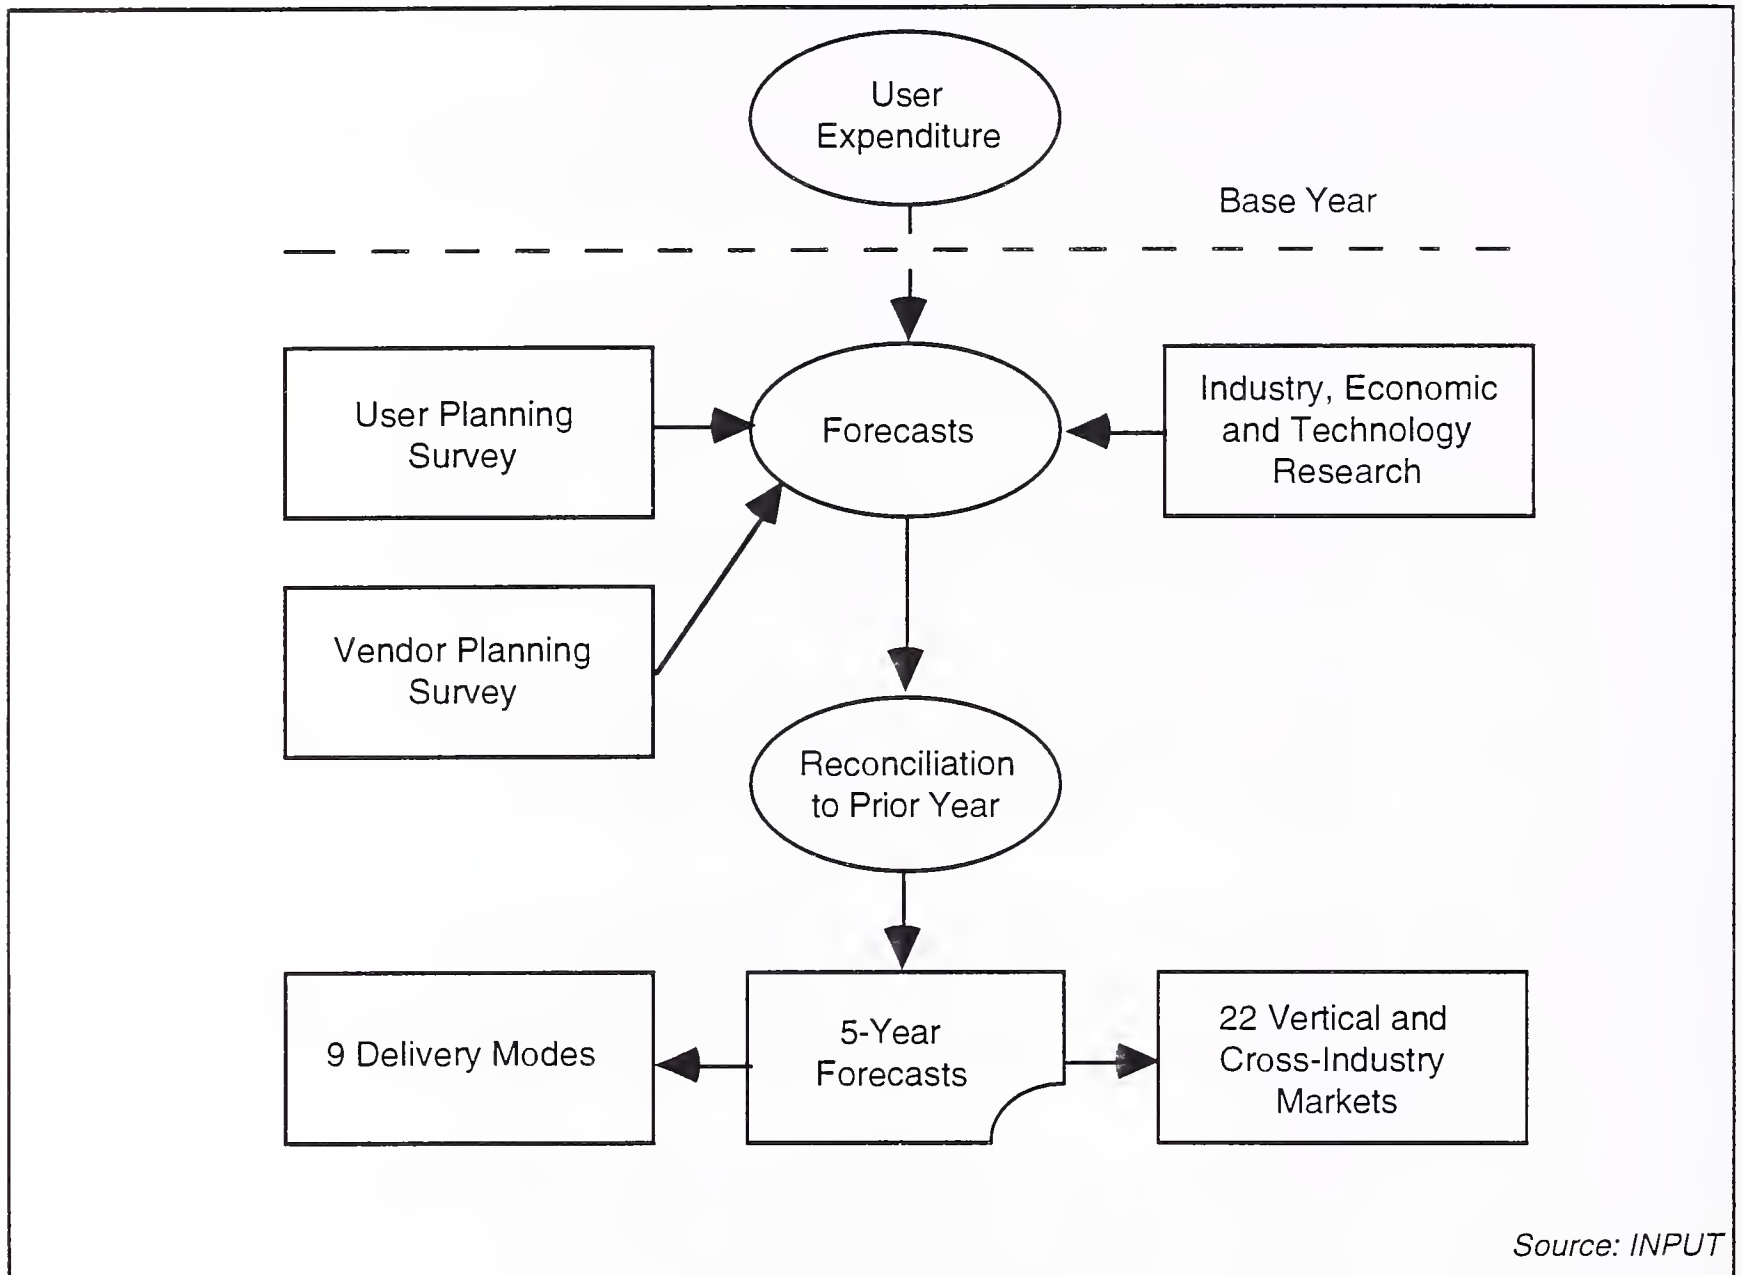 User
Expenditure
Base Year
User Planning
Survey
Forecasts
Industry, Economic
and Technology
Research
Vendor Planning
Survey
Reconciliation
to Prior Year
9 Delivery Modes
5-Year
Forecasts
22 Vertical and
Cross-Industry
Markets
Source: INPUT